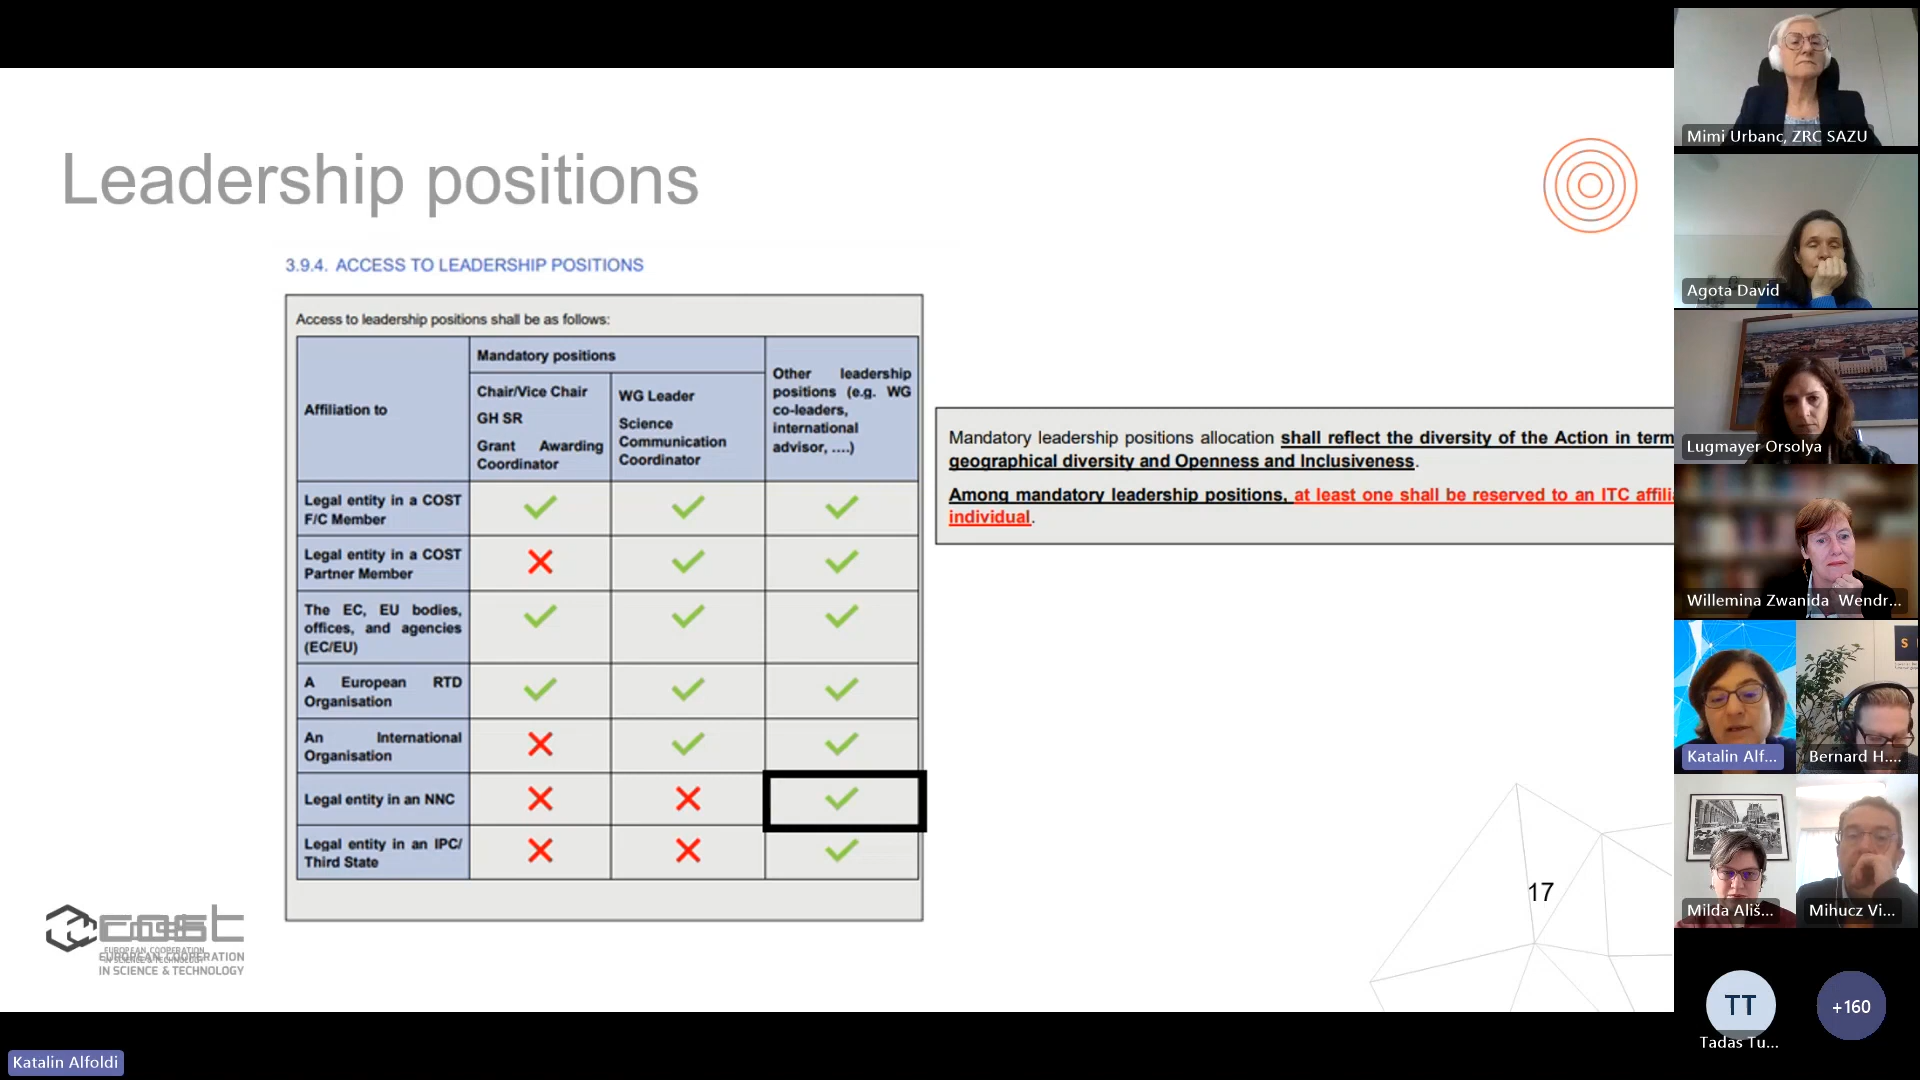 Leadership positions
3.9.4. ACCESS TO LEADERSHIP POSITIONS
Access to leadership positions shall be as follows:
Affiliation to
Mandatory positions
Chair/Vice Chair
GH SR
Grant Awarding
Coordinator
WG Leader
Science
Communication
Coordinator
Other leadership
positions (e.g. WG
co-leaders,
international
advisor, ....)
Legal entity in a COST
F/C Member
Legal entity in a COST
Partner Member
The EC, EU bodies,
offices, and agencies
(EC/EU)
A European RTD
Organisation
An International
Organisation
Legal entity in an NNC
Legal entity in an IPC/
Third State
Mandatory leadership positions allocation shall reflect the diversity of the Action in term
geographical diversity and Openness and Inclusiveness.
Among mandatory leadership positions, at least one shall be reserved to an ITC affilia
individual.
17
cost
EUROPEAN COOPERATION
IN SCIENCE & TECHNOLOGY
EUROPEAN COOPERATION
IN SCIENCE & TECHNOLOGY
Mimi Urbanc, ZRC SAZU
Agota David
Lugmayer Orsolya
Willemina Zwanida Wendr...
Katalin Alf...
Bernard H....
Milda Ališ...
Mihucz Vi...
TT
Tadas Tu...
+160
Katalin Alfoldi